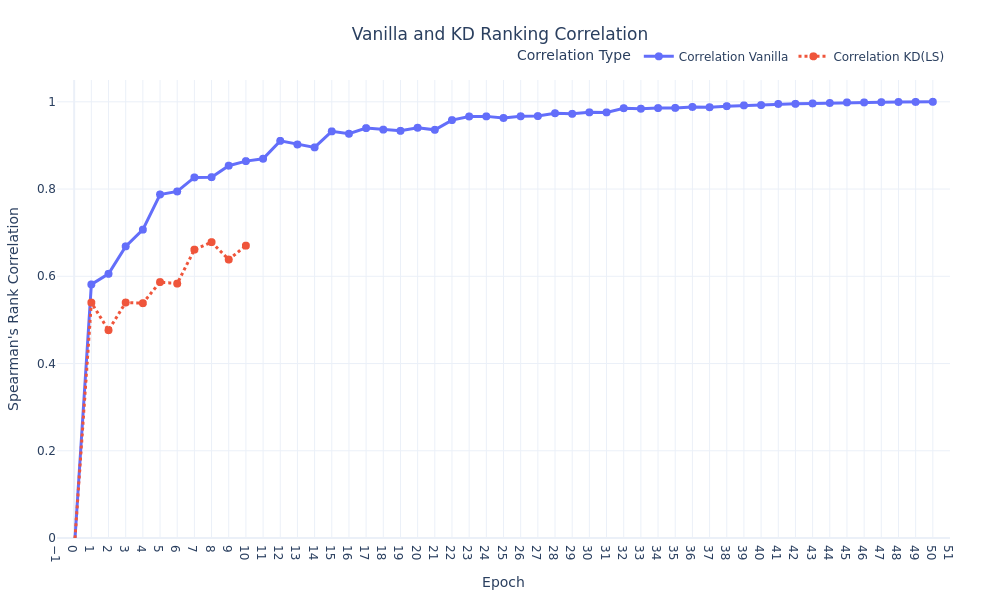 Vanilla and KD Ranking Correlation
Correlation Type Correlation Vanilla Correlation KD(LS)
1
0.8
0.6
0.4
0.2
0
Spearman's Rank Correlation
−1 0 1 2 3 4 5 6 7 8 9 10 11 12 13 14 15 16 17 18 19 20 21 22 23 24 25 26 27 28 29 30 31 32 33 34 35 36 37 38 39 40 41 42 43 44 45 46 47 48 49 50 51
Epoch